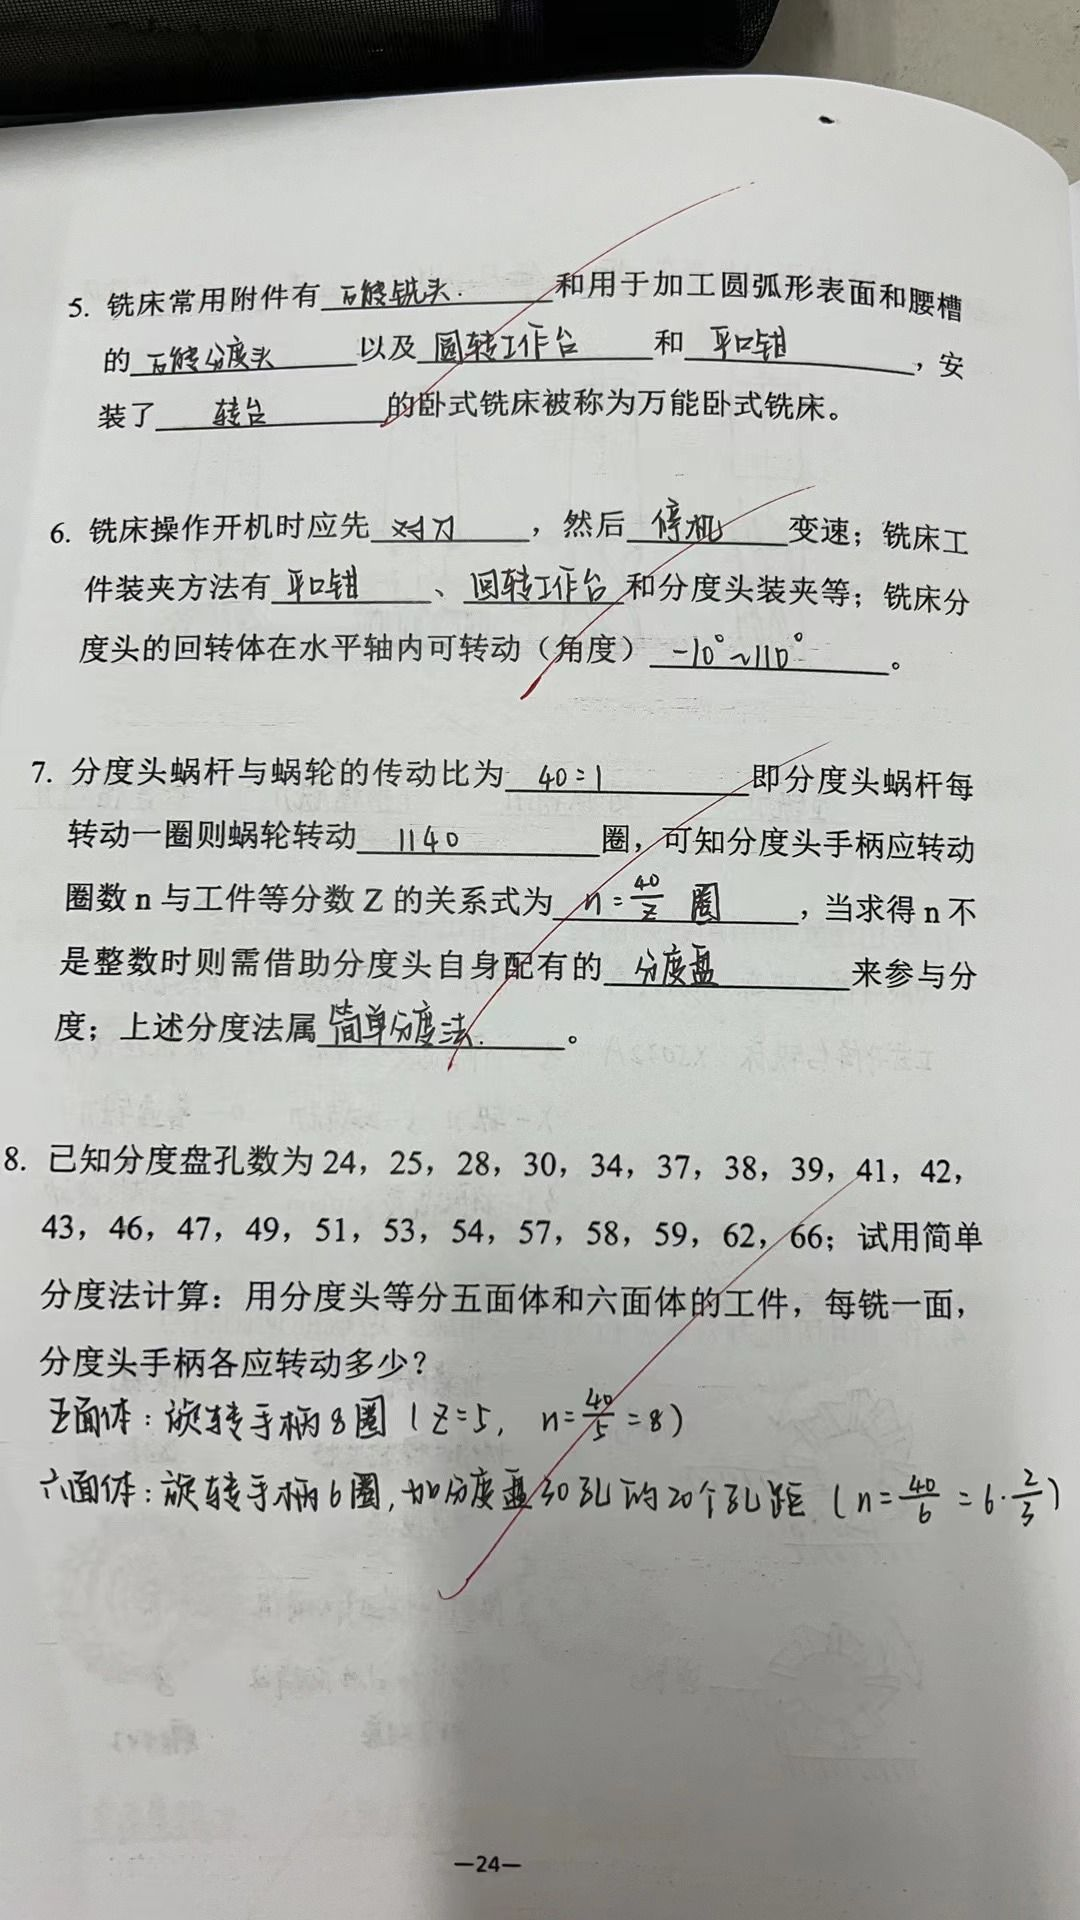 5. 铣床常用附件有 万能铣头. 和用于加工圆弧形表面和腰槽
的 万能分度头 以及 圆转工作台 和 平口钳 ，安
装了 转台 的卧式铣床被称为万能卧式铣床。
6. 铣床操作开机时应先 对刀 ，然后 停机 变速；铣床工
件装夹方法有 平口钳 、 回转工作台 和分度头装夹等；铣床分
度头的回转体在水平轴内可转动（角度） -10°~110° 。
7. 分度头蜗杆与蜗轮的传动比为 40:1 即分度头蜗杆每
转动一圈则蜗轮转动 1140 圈，可知分度头手柄应转动
圈数 n 与工件等分数 Z 的关系式为 n=40/Z 圈 ，当求得 n 不
是整数时则需借助分度头自身配有的 分度盘 来参与分
度；上述分度法属 简单分度法. 。
8. 已知分度盘孔数为 24，25，28，30，34，37，38，39，41，42，
43，46，47，49，51，53，54，57，58，59，62，66；试用简单
分度法计算：用分度头等分五面体和六面体的工件，每铣一面，
分度头手柄各应转动多少？
五面体：旋转手柄8圈（Z=5, n=40/5=8）
六面体：旋转手柄6圈,加分度盘30孔的20个孔距（n=40/6=6·2/3）
—24—